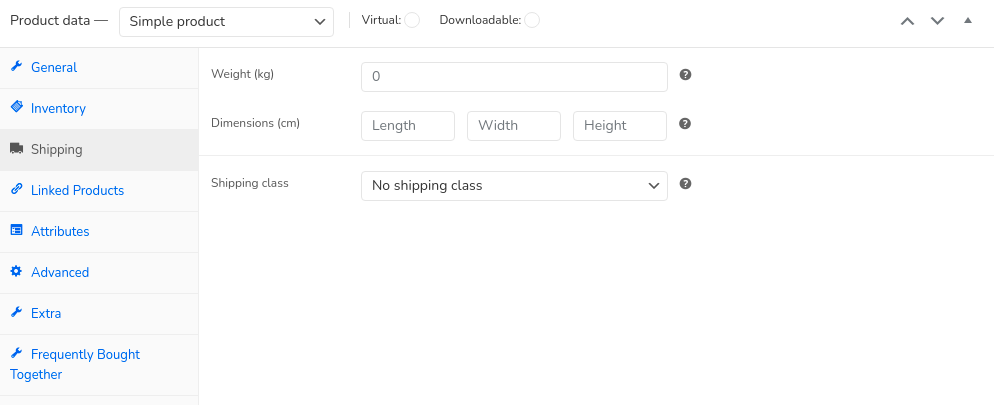 Product data — Simple product Virtual: Downloadable:
General
Inventory
Shipping
Linked Products
Attributes
Advanced
Extra
Frequently Bought
Together
Weight (kg) 0 ?
Dimensions (cm) Length Width Height ?
Shipping class No shipping class ?